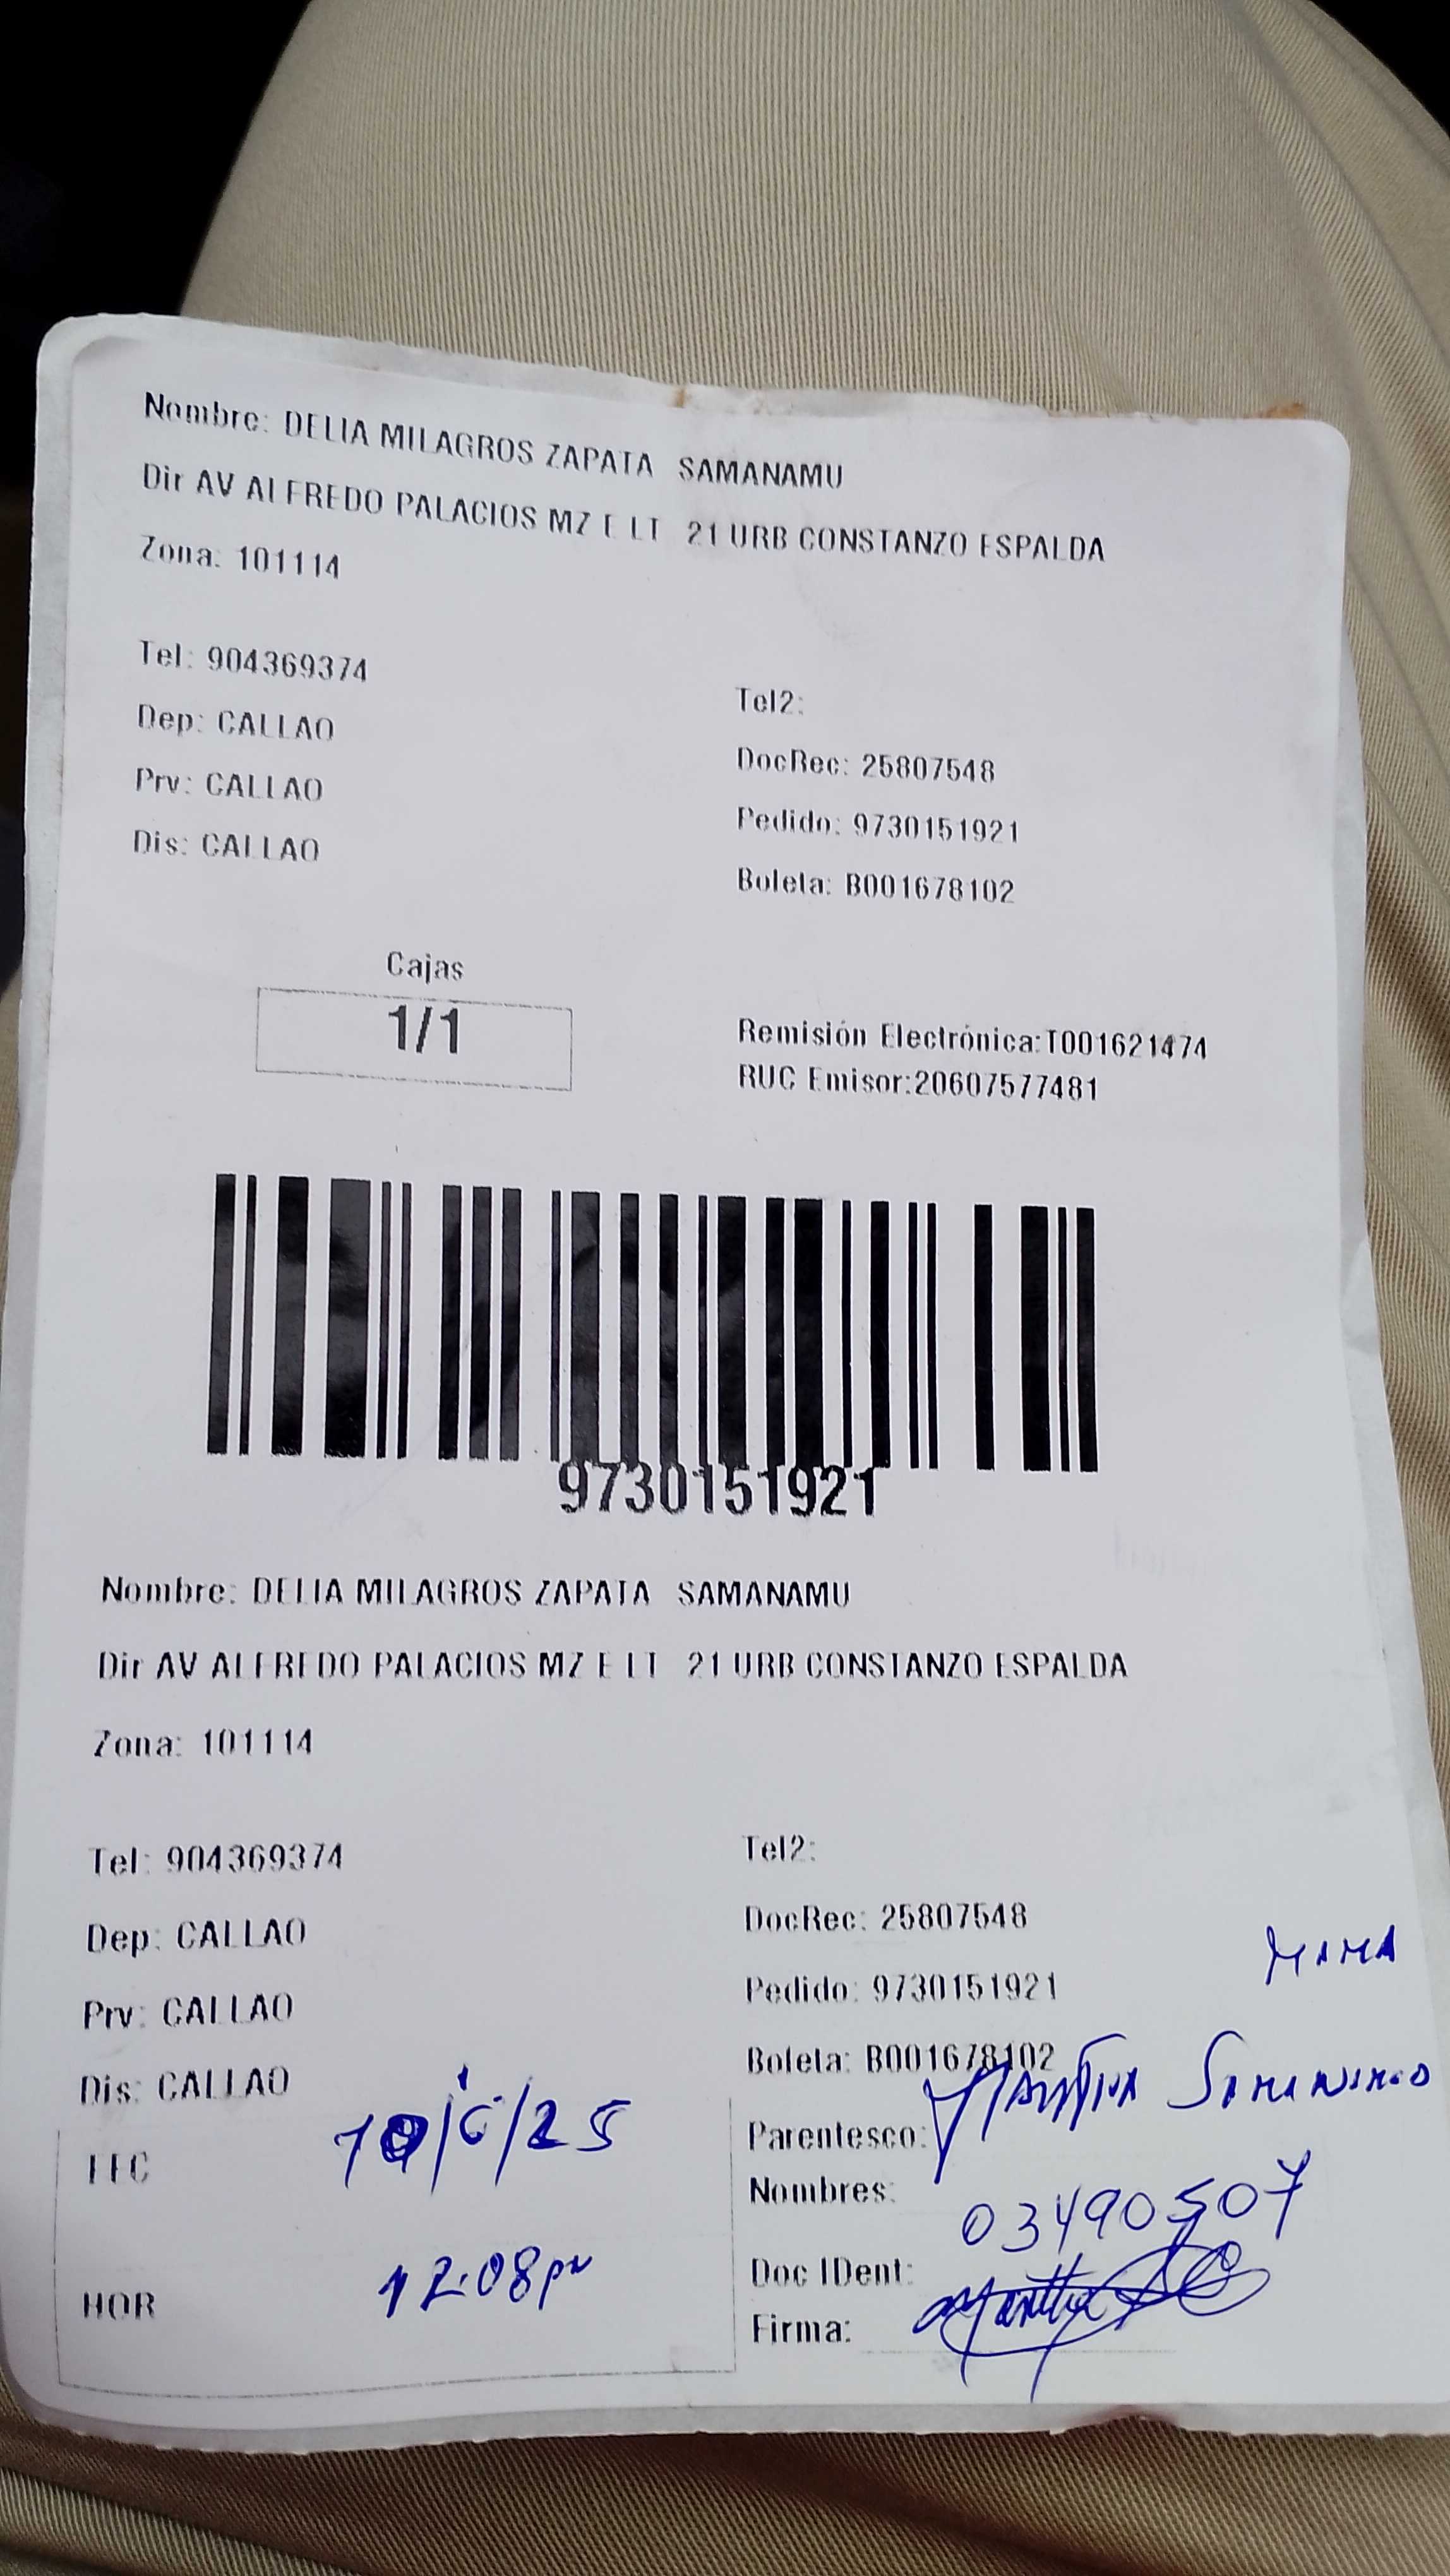 Nombre: DELIA MILAGROS ZAPATA SAMANAMU
Dir AV ALFREDO PALACIOS MZ E LT 21 URB CONSTANZO ESPALDA
Zona: 101114
Tel: 904369374
Tel2:
Dep: CALLAO
DocRec: 25807548
Prv: CALLAO
Pedido: 9730151921
Dis: CALLAO
Boleta: B001678102
Cajas
1/1
Remisión Electrónica:T001621474
RUC Emisor:20607577481
9730151921
Nombre: DELIA MILAGROS ZAPATA SAMANAMU
Dir AV ALFREDO PALACIOS MZ E LT 21 URB CONSTANZO ESPALDA
Zona: 101114
Tel: 904369374
Tel2:
Dep: CALLAO
DocRec: 25807548
MAMA
Prv: CALLAO
Pedido: 9730151921
Dis: CALLAO
Boleta: B001678102
FEC 10/6/25
Parentesco:
Nombres:
03490507
HOR 12:08pm
Doc IDent:
Firma: